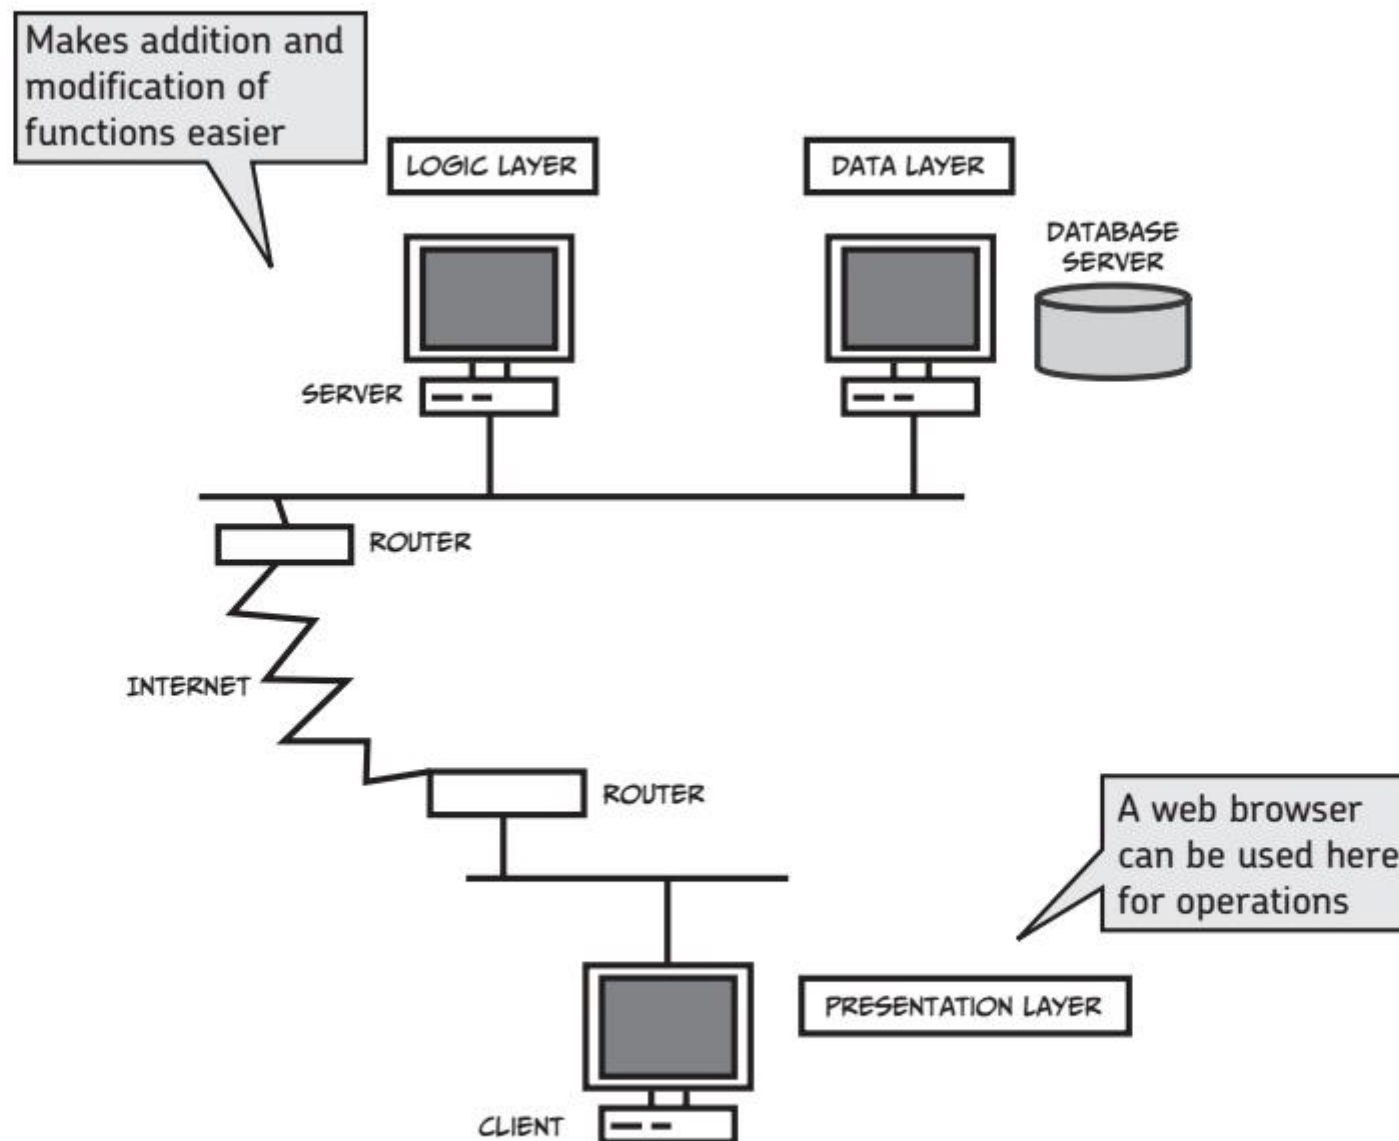 Makes addition and
modification of
functions easier
LOGIC LAYER
DATA LAYER
DATABASE
SERVER
SERVER
ROUTER
INTERNET
ROUTER
A web browser
can be used here
for operations
PRESENTATION LAYER
CLIENT